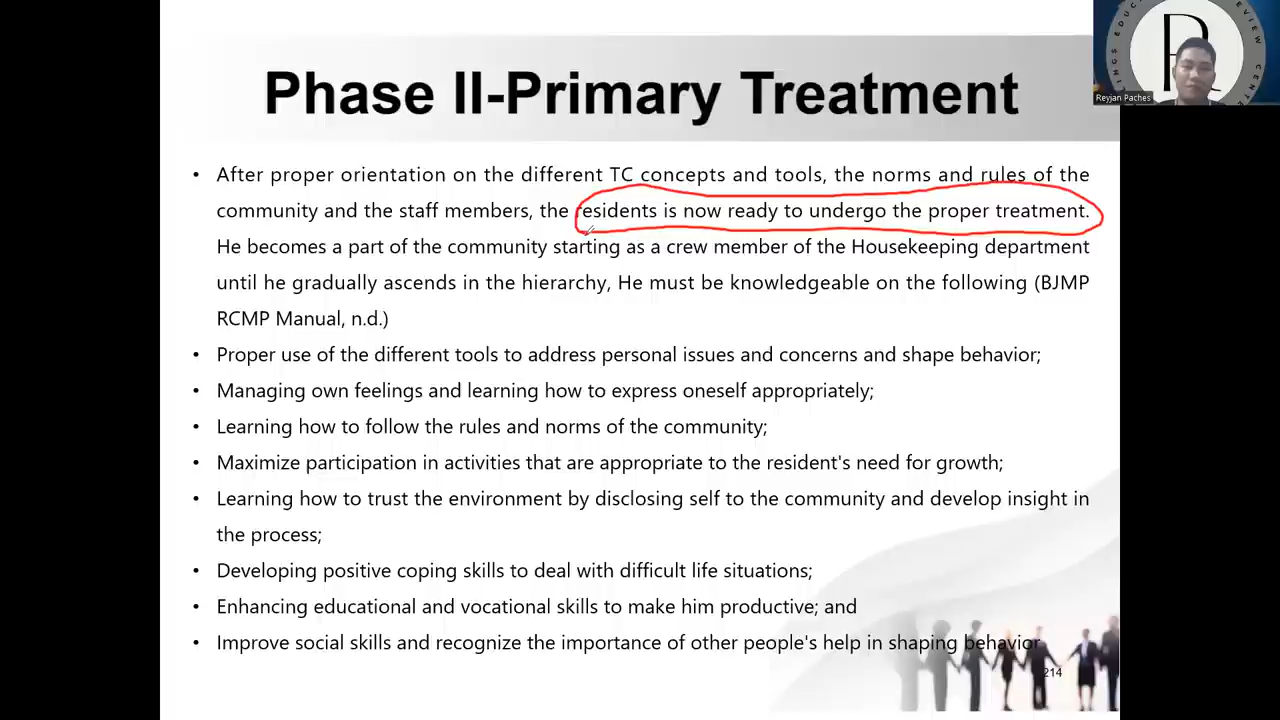 Phase II-Primary Treatment
Reyjan Paches
• After proper orientation on the different TC concepts and tools, the norms and rules of the
community and the staff members, the residents is now ready to undergo the proper treatment.
He becomes a part of the community starting as a crew member of the Housekeeping department
until he gradually ascends in the hierarchy, He must be knowledgeable on the following (BJMP
RCMP Manual, n.d.)
• Proper use of the different tools to address personal issues and concerns and shape behavior;
• Managing own feelings and learning how to express oneself appropriately;
• Learning how to follow the rules and norms of the community;
• Maximize participation in activities that are appropriate to the resident's need for growth;
• Learning how to trust the environment by disclosing self to the community and develop insight in
the process;
• Developing positive coping skills to deal with difficult life situations;
• Enhancing educational and vocational skills to make him productive; and
• Improve social skills and recognize the importance of other people's help in shaping behavior
214